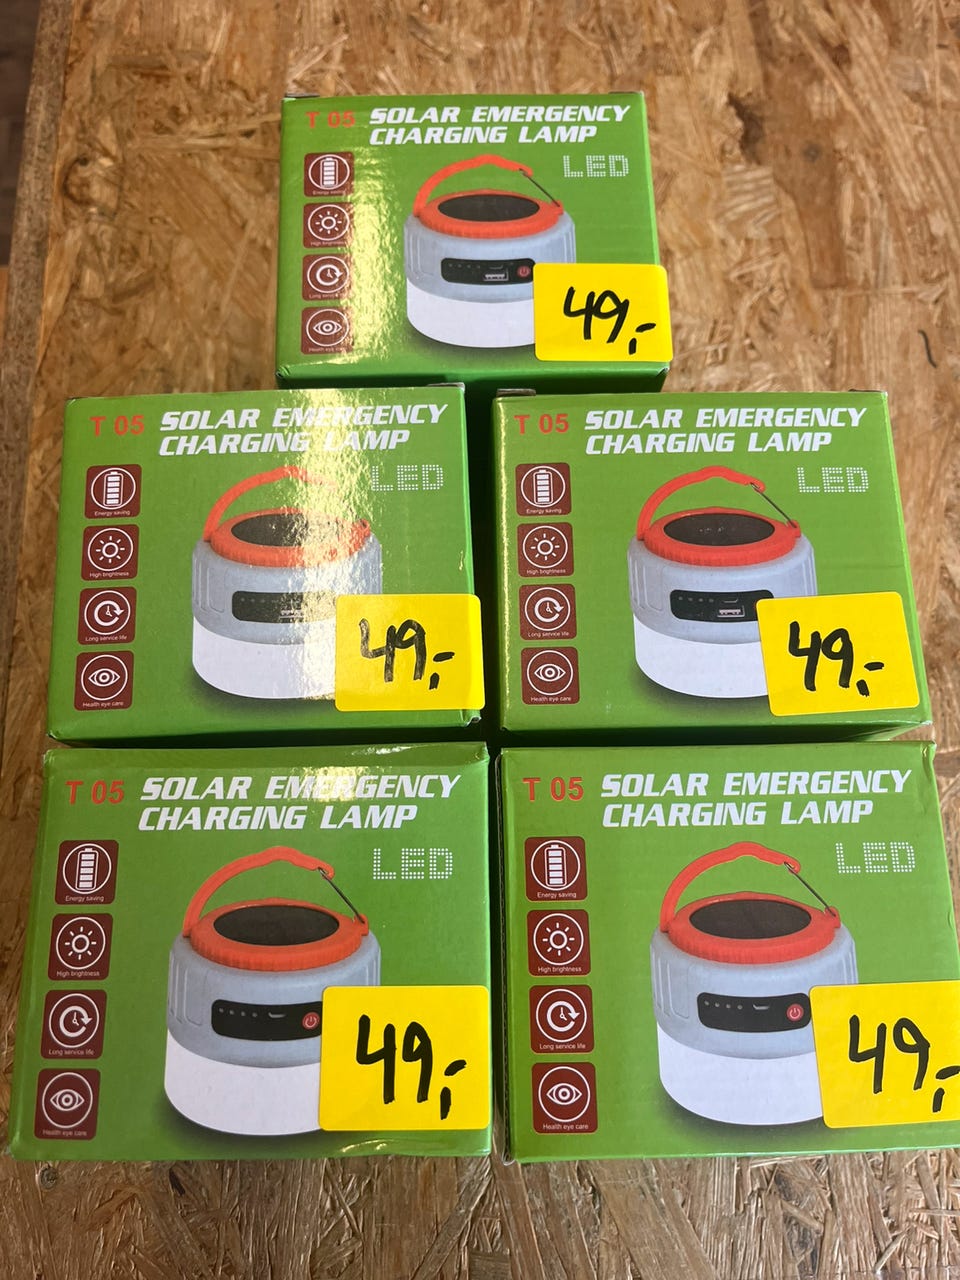 T 05 SOLAR EMERGENCY
CHARGING LAMP
LED
Energy saving
High brightness
Long service life
Health eye care
49,-
T 05 SOLAR EMERGENCY
CHARGING LAMP
LED
Energy saving
High brightness
Long service life
Health eye care
49,-
T 05 SOLAR EMERGENCY
CHARGING LAMP
LED
Energy saving
High brightness
Long service life
Health eye care
49,-
T 05 SOLAR EMERGENCY
CHARGING LAMP
LED
Energy saving
High brightness
Long service life
Health eye care
49,-
T 05 SOLAR EMERGENCY
CHARGING LAMP
LED
Energy saving
High brightness
Long service life
Health eye care
49,-